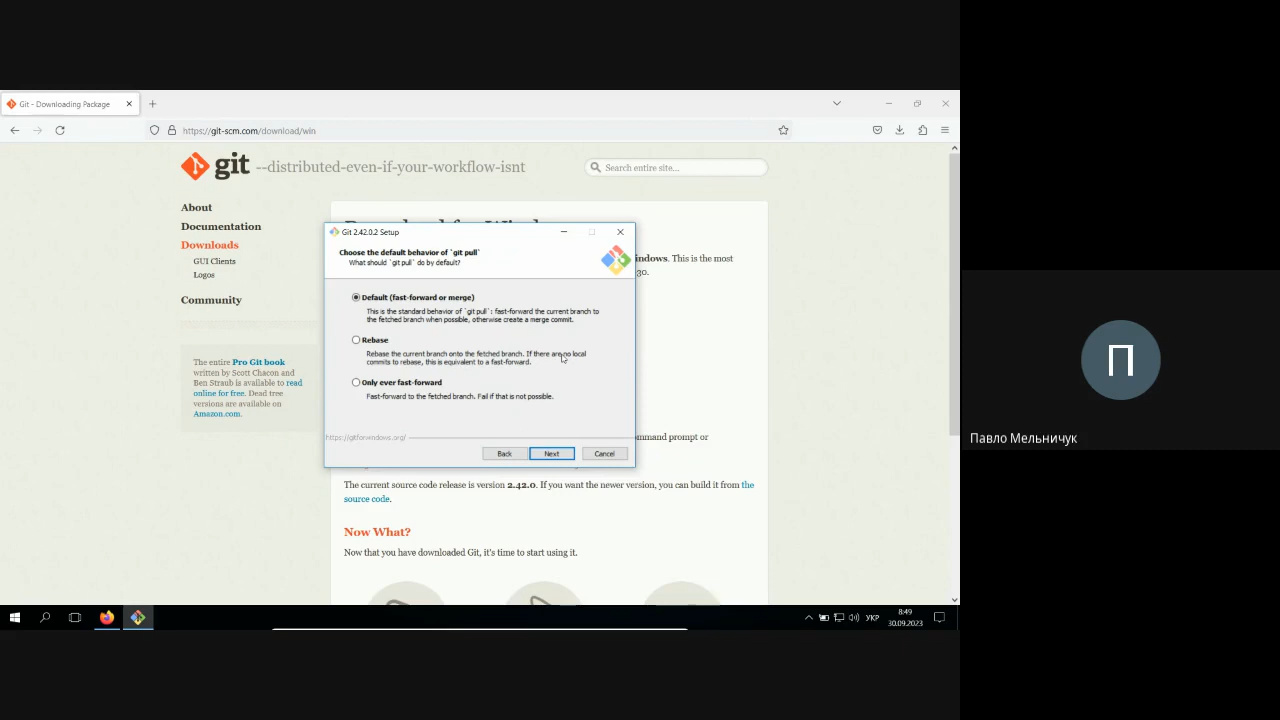 Git - Downloading Package
https://git-scm.com/download/win
git --distributed-even-if-your-workflow-isnt
Search entire site...
About
Documentation
Downloads
GUI Clients
Logos
Community
The entire Pro Git book
written by Scott Chacon and
Ben Straub is available to read
online for free. Dead tree
versions are available on
Amazon.com.
indows. This is the most
30.
Git 2.42.0.2 Setup
Choose the default behavior of `git pull`
What should `git pull` do by default?
Default (fast-forward or merge)
This is the standard behavior of `git pull`: fast-forward the current branch to
the fetched branch when possible, otherwise create a merge commit.
Rebase
Rebase the current branch onto the fetched branch. If there are no local
commits to rebase, this is equivalent to a fast-forward.
Only ever fast-forward
Fast-forward to the fetched branch. Fail if that is not possible.
https://gitforwindows.org/
Back
Next
Cancel
mmand prompt or
The current source code release is version 2.42.0. If you want the newer version, you can build it from the
source code.
Now What?
Now that you have downloaded Git, it's time to start using it.
УКР
8:49
30.09.2023
П
Павло Мельничук